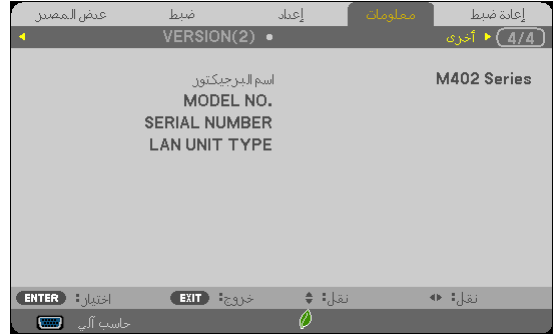 عرض المصدر ضبط إعداد معلومات إعادة ضبط
VERSION(2) أخرى 4/4
اسم البرجيكتور M402 Series
MODEL NO.
SERIAL NUMBER
LAN UNIT TYPE
ENTER اختيار: EXIT خروج: نقل: نقل:
حاسب آلي